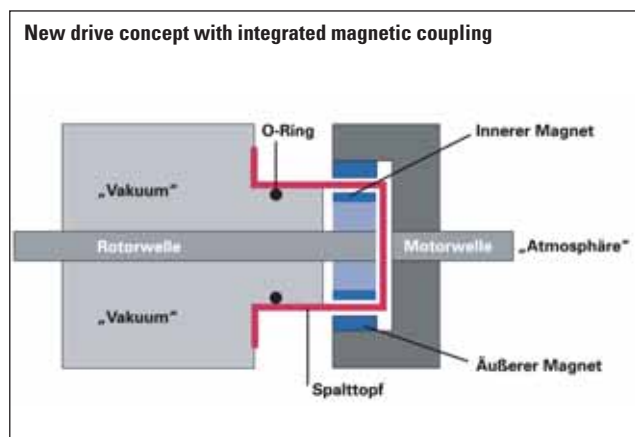 New drive concept with integrated magnetic coupling
O-Ring
Innerer Magnet
„Vakuum“
Rotorwelle
Motorwelle
„Atmosphäre“
„Vakuum“
Äußerer Magnet
Spalttopf